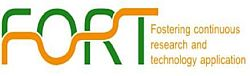 FORT
Fostering continuous
research and
technology application